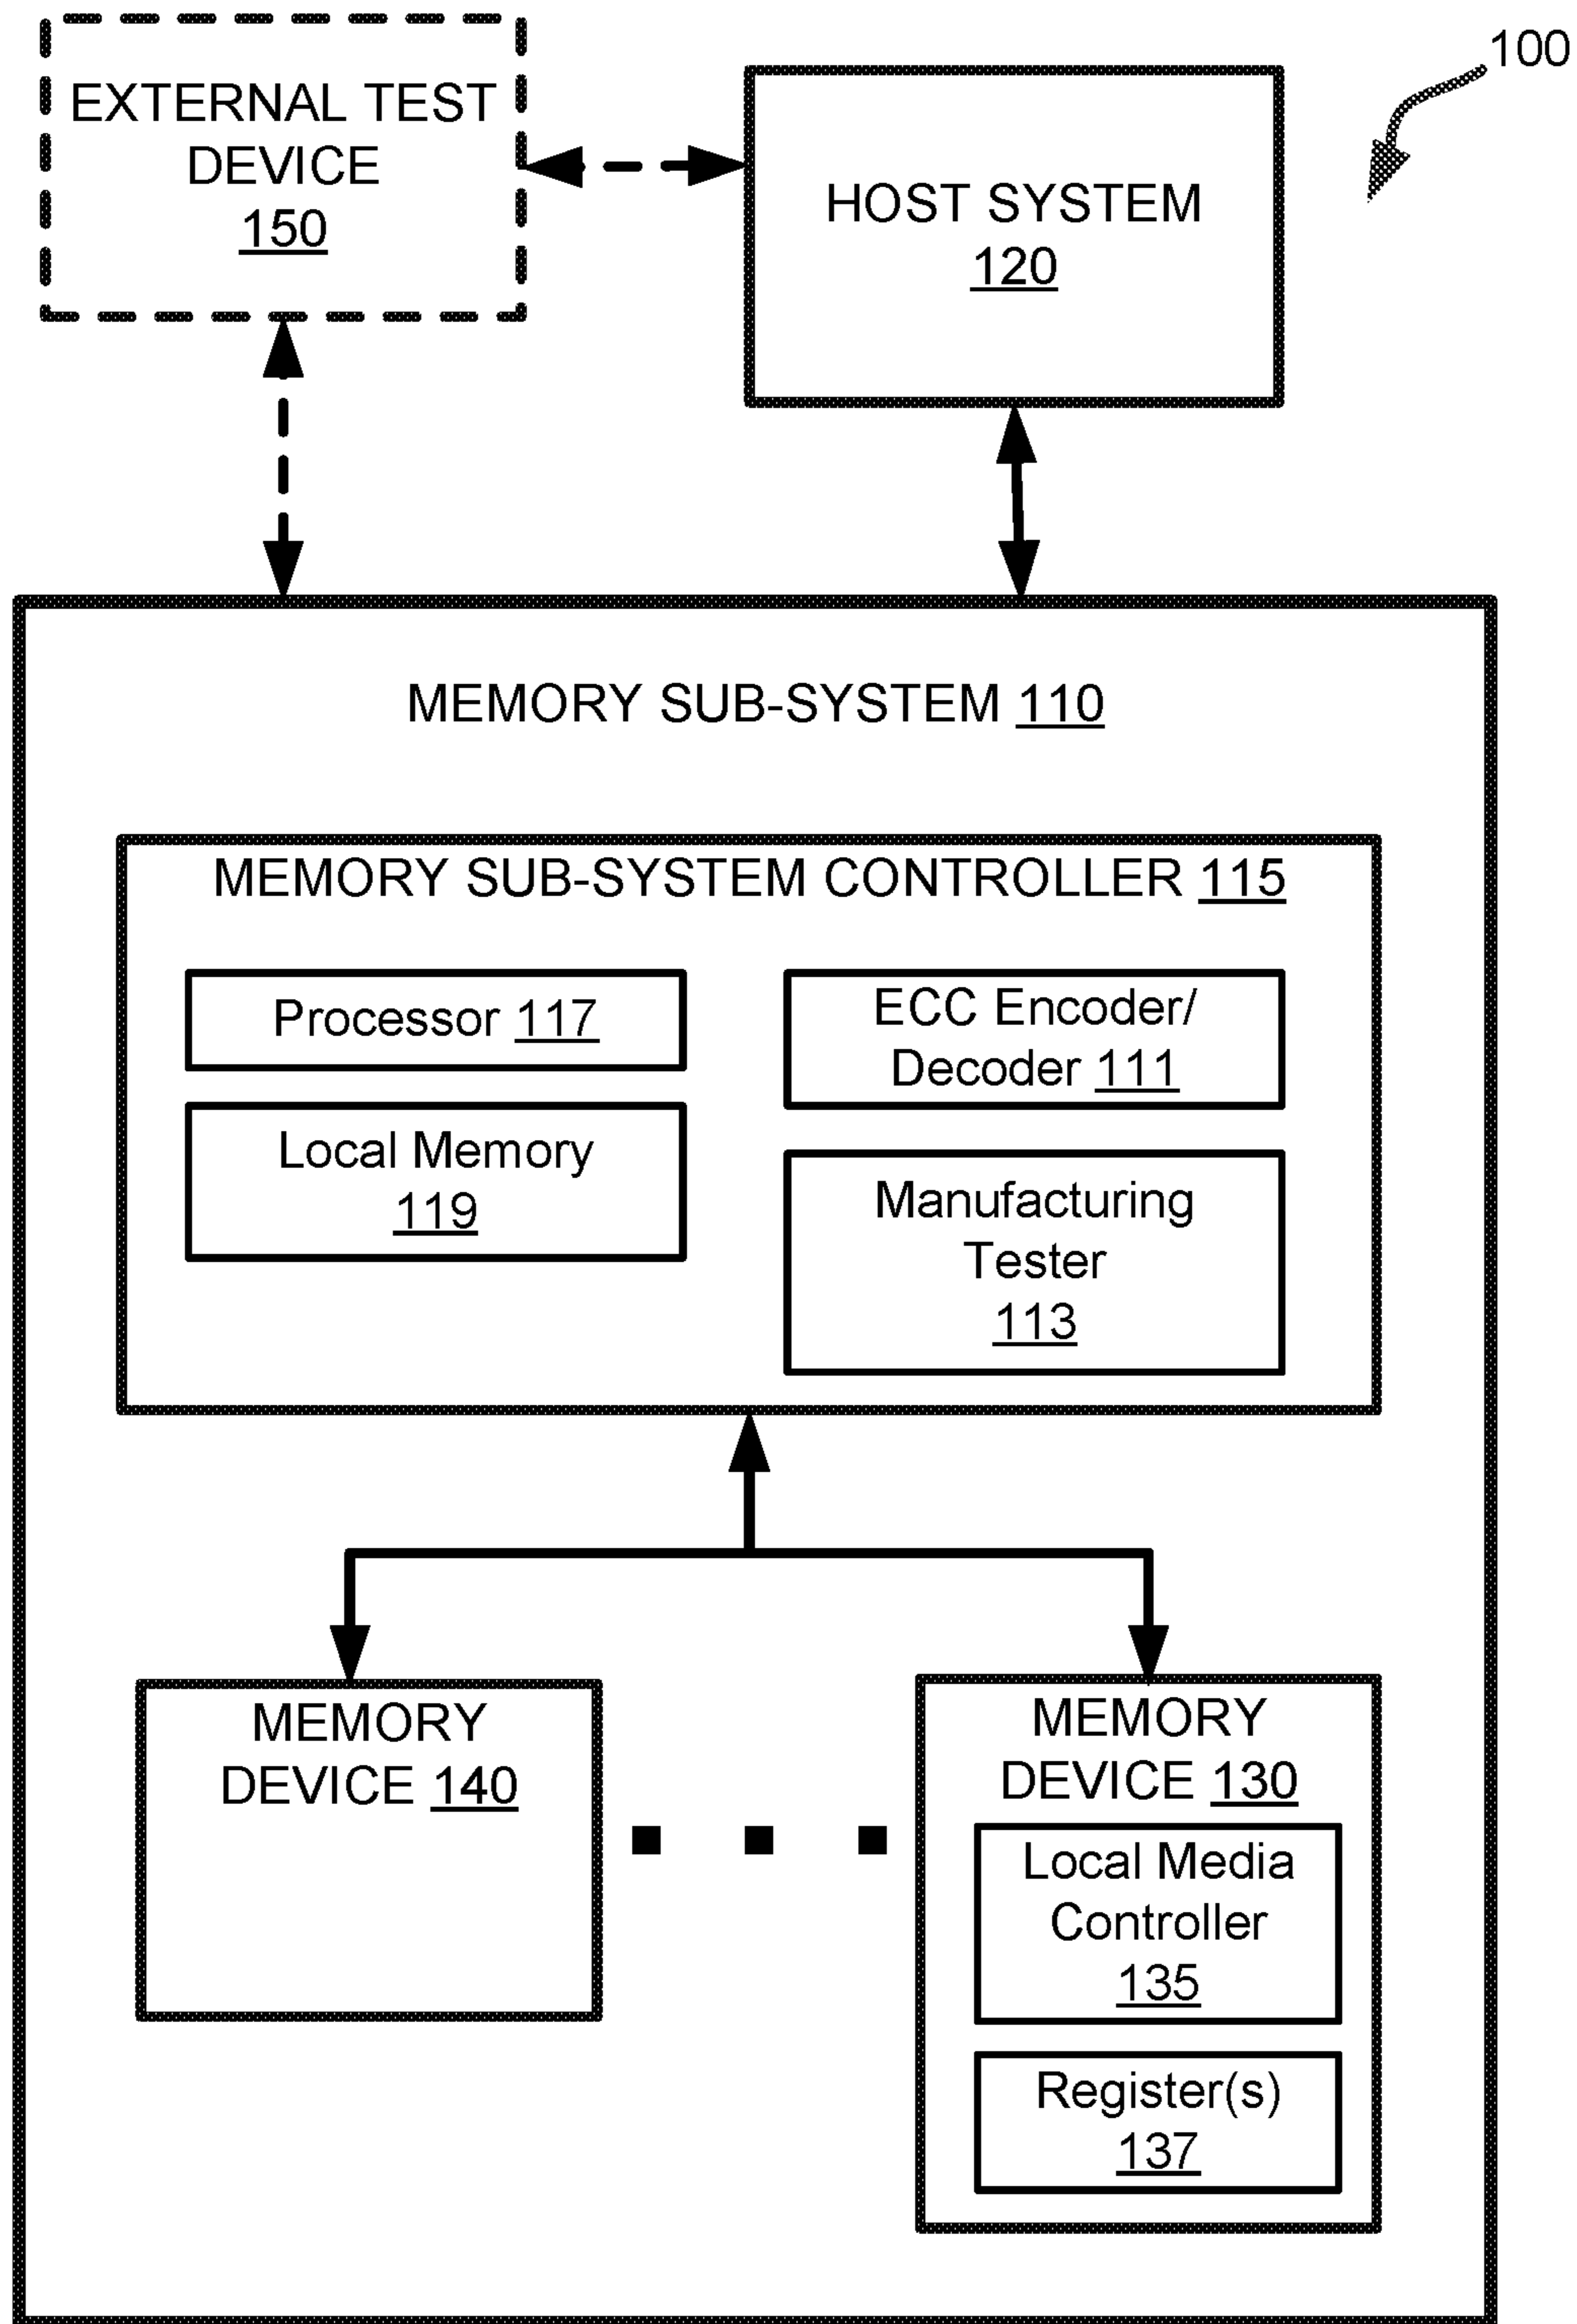 100
EXTERNAL TEST
DEVICE
150
HOST SYSTEM
120
MEMORY SUB-SYSTEM 110
MEMORY SUB-SYSTEM CONTROLLER 115
Processor 117
ECC Encoder/
Decoder 111
Local Memory
119
Manufacturing
Tester
113
MEMORY
DEVICE 140
MEMORY
DEVICE 130
Local Media
Controller
135
Register(s)
137